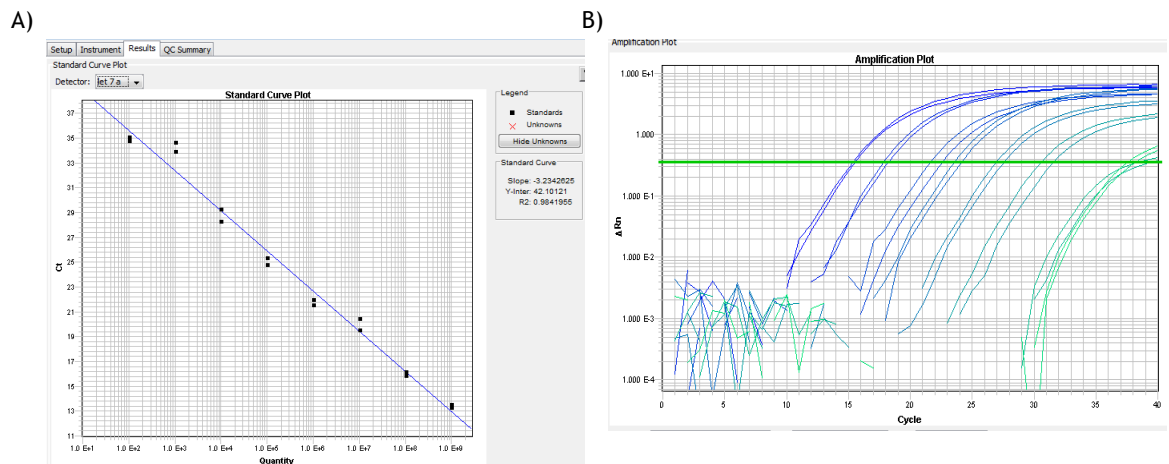 A)
B)
Setup Instrument Results QC Summary
Standard Curve Plot
Detector: let 7 a
Standard Curve Plot
37
35
33
31
29
27
25
23
21
19
17
15
13
11
Ct
1.0 E+1 1.0 E+2 1.0 E+3 1.0 E+4 1.0 E+5 1.0 E+6 1.0 E+7 1.0 E+8 1.0 E+9
Quantity
Legend
Standards
Unknowns
Hide Unknowns
Standard Curve
Slope: -3.2342625
Y-Inter: 42.10121
R2: 0.9841955
Amplification Plot
Amplification Plot
1.000 E+1
1.000
1.000 E-1
1.000 E-2
1.000 E-3
1.000 E-4
Δ Rn
0 5 10 15 20 25 30 35 40
Cycle